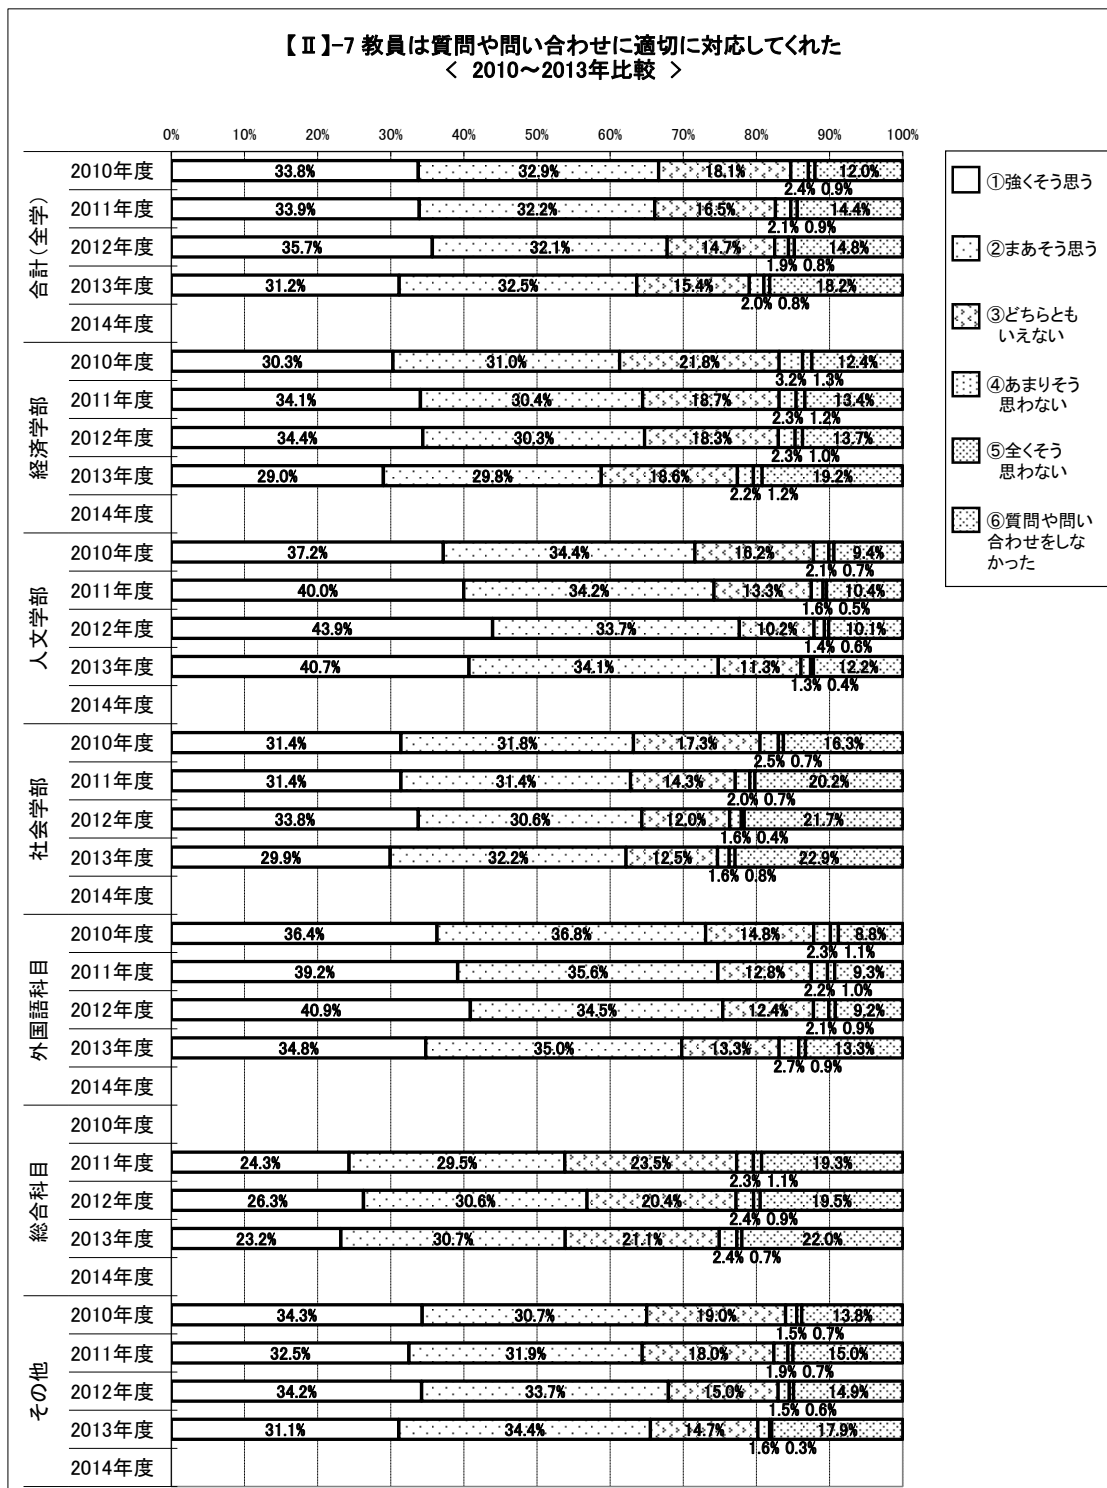 【Ⅱ】-7 教員は質問や問い合わせに適切に対応してくれた
＜ 2010～2013年比較 ＞
0% 10% 20% 30% 40% 50% 60% 70% 80% 90% 100%
合計（全学）
2010年度 33.8% 32.9% 18.1% 12.0%
2.4% 0.9%
2011年度 33.9% 32.2% 16.5% 14.4%
2.1% 0.9%
2012年度 35.7% 32.1% 14.7% 14.8%
1.9% 0.8%
2013年度 31.2% 32.5% 15.4% 18.2%
2.0% 0.8%
2014年度
経済学部
2010年度 30.3% 31.0% 21.8% 12.4%
3.2% 1.3%
2011年度 34.1% 30.4% 18.7% 13.4%
2.3% 1.2%
2012年度 34.4% 30.3% 18.3% 13.7%
2.3% 1.0%
2013年度 29.0% 29.8% 18.6% 19.2%
2.2% 1.2%
2014年度
人文学部
2010年度 37.2% 34.4% 16.2% 9.4%
2.1% 0.7%
2011年度 40.0% 34.2% 13.3% 10.4%
1.6% 0.5%
2012年度 43.9% 33.7% 10.2% 10.1%
1.4% 0.6%
2013年度 40.7% 34.1% 11.3% 12.2%
1.3% 0.4%
2014年度
社会学部
2010年度 31.4% 31.8% 17.3% 16.3%
2.5% 0.7%
2011年度 31.4% 31.4% 14.3% 20.2%
2.0% 0.7%
2012年度 33.8% 30.6% 12.0% 21.7%
1.6% 0.4%
2013年度 29.9% 32.2% 12.5% 22.9%
1.6% 0.8%
2014年度
外国語科目
2010年度 36.4% 36.8% 14.8% 8.8%
2.3% 1.1%
2011年度 39.2% 35.6% 12.8% 9.3%
2.2% 1.0%
2012年度 40.9% 34.5% 12.4% 9.2%
2.1% 0.9%
2013年度 34.8% 35.0% 13.3% 13.3%
2.7% 0.9%
2014年度
総合科目
2010年度
2011年度 24.3% 29.5% 23.5% 19.3%
2.3% 1.1%
2012年度 26.3% 30.6% 20.4% 19.5%
2.4% 0.9%
2013年度 23.2% 30.7% 21.1% 22.0%
2.4% 0.7%
2014年度
その他
2010年度 34.3% 30.7% 19.0% 13.8%
1.5% 0.7%
2011年度 32.5% 31.9% 18.0% 15.0%
1.9% 0.7%
2012年度 34.2% 33.7% 15.0% 14.9%
1.5% 0.6%
2013年度 31.1% 34.4% 14.7% 17.9%
1.6% 0.3%
2014年度
①強くそう思う
②まあそう思う
③どちらとも
いえない
④あまりそう
思わない
⑤全くそう
思わない
⑥質問や問い
合わせをしな
かった